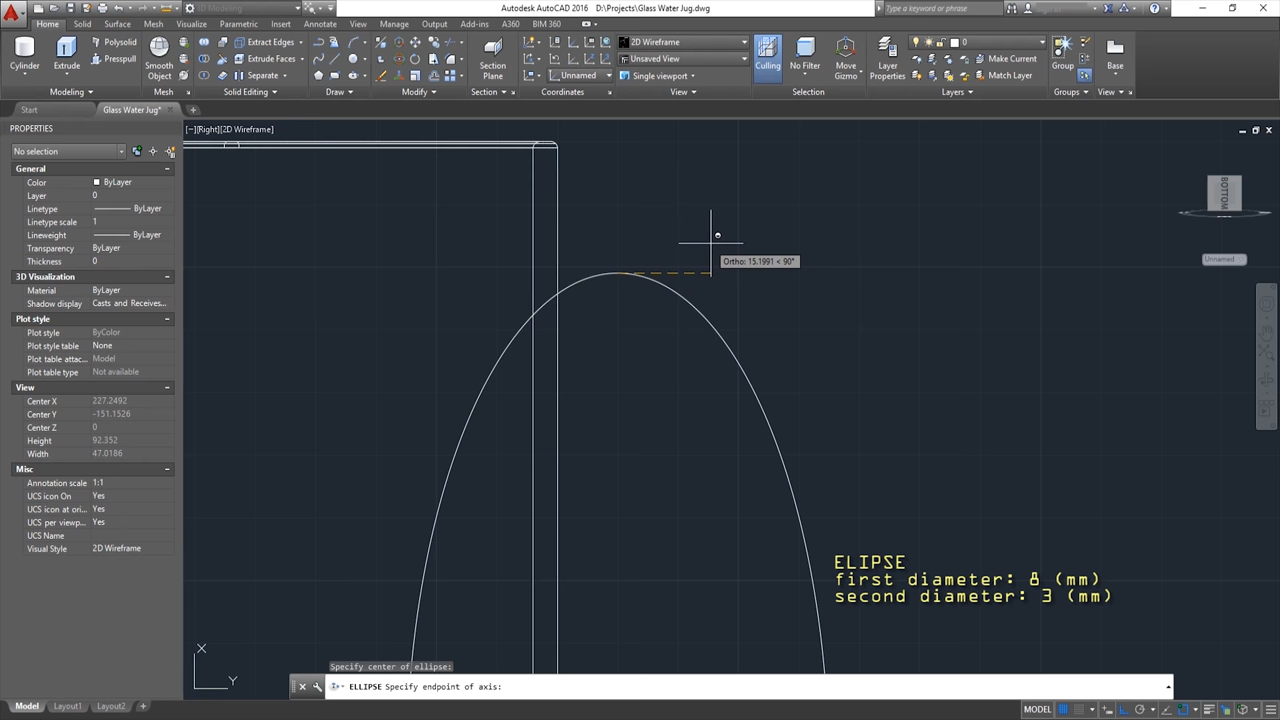 3D Modeling
Autodesk AutoCAD 2016 D:\Projects\Glass Water Jug.dwg
Type a keyword or phrase
Sign In
Home Solid Surface Mesh Visualize Parametric Insert Annotate View Manage Output Add-ins A360 BIM 360
Polysolid
Presspull
Cylinder
Extrude
Smooth
Object
Extract Edges
Extrude Faces
Separate
Section
Plane
Unnamed
2D Wireframe
Unsaved View
Single viewport
Culling
No Filter
Move
Gizmo
Layer
Properties
0
Make Current
Match Layer
Group
Base
Modeling Mesh Solid Editing Draw Modify Section Coordinates View Selection Layers Groups View
Start Glass Water Jug*
PROPERTIES
No selection
General
Color ByLayer
Layer 0
Linetype ByLayer
Linetype scale 1
Lineweight ByLayer
Transparency ByLayer
Thickness 0
3D Visualization
Material ByLayer
Shadow display Casts and Receives...
Plot style
Plot style ByColor
Plot style table None
Plot table attac... Model
Plot table type Not available
View
Center X 227.2492
Center Y -151.1526
Center Z 0
Height 92.352
Width 47.0186
Misc
Annotation scale 1:1
UCS icon On Yes
UCS icon at ori... Yes
UCS per viewp... Yes
UCS Name
Visual Style 2D Wireframe
[−][Right][2D Wireframe]
BOTTOM
Unnamed
Ortho: 15.1991 < 90°
ELIPSE
first diameter: 8 (mm)
second diameter: 3 (mm)
X
Y
Specify center of ellipse:
ELLIPSE Specify endpoint of axis:
Model Layout1 Layout2
MODEL